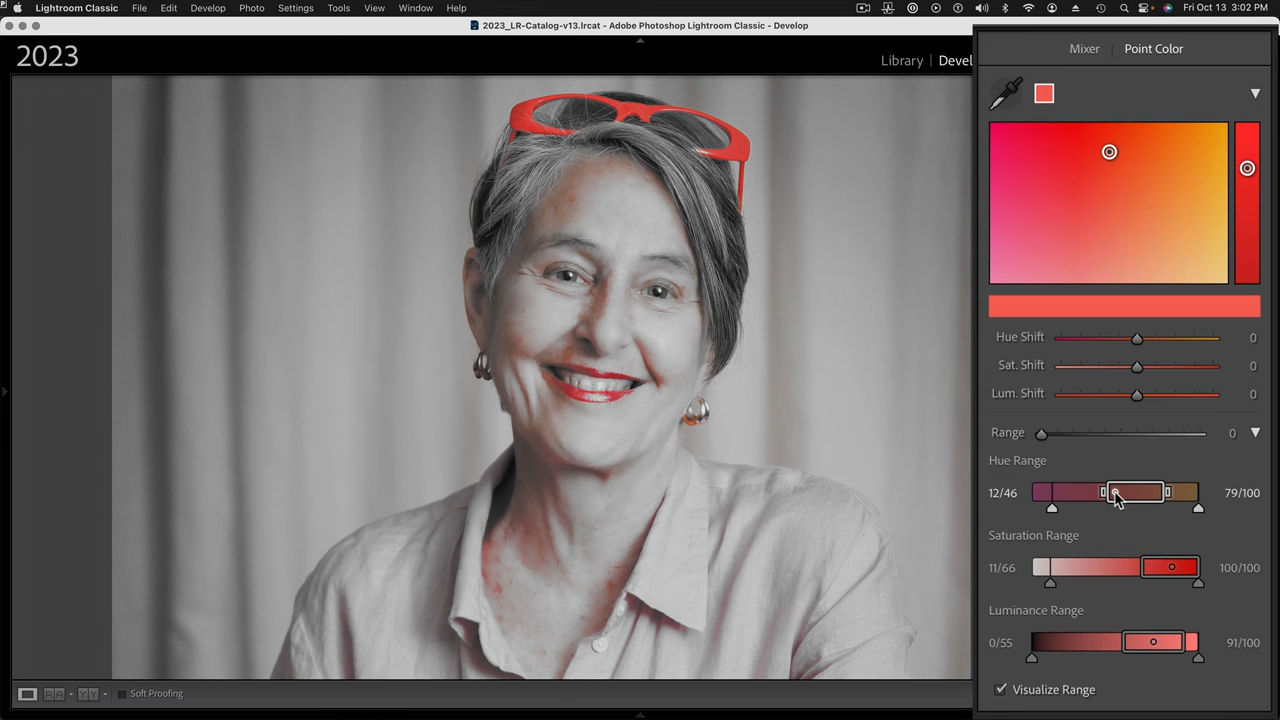 Lightroom Classic File Edit Develop Photo Settings Tools View Window Help Fri Oct 13 3:02 PM
2023_LR-Catalog-v13.lrcat - Adobe Photoshop Lightroom Classic - Develop
2023
Library | Develo
Mixer | Point Color
Hue Shift 0
Sat. Shift 0
Lum. Shift 0
Range 0
Hue Range
12/46 79/100
Saturation Range
11/66 100/100
Luminance Range
0/55 91/100
Visualize Range
Soft Proofing